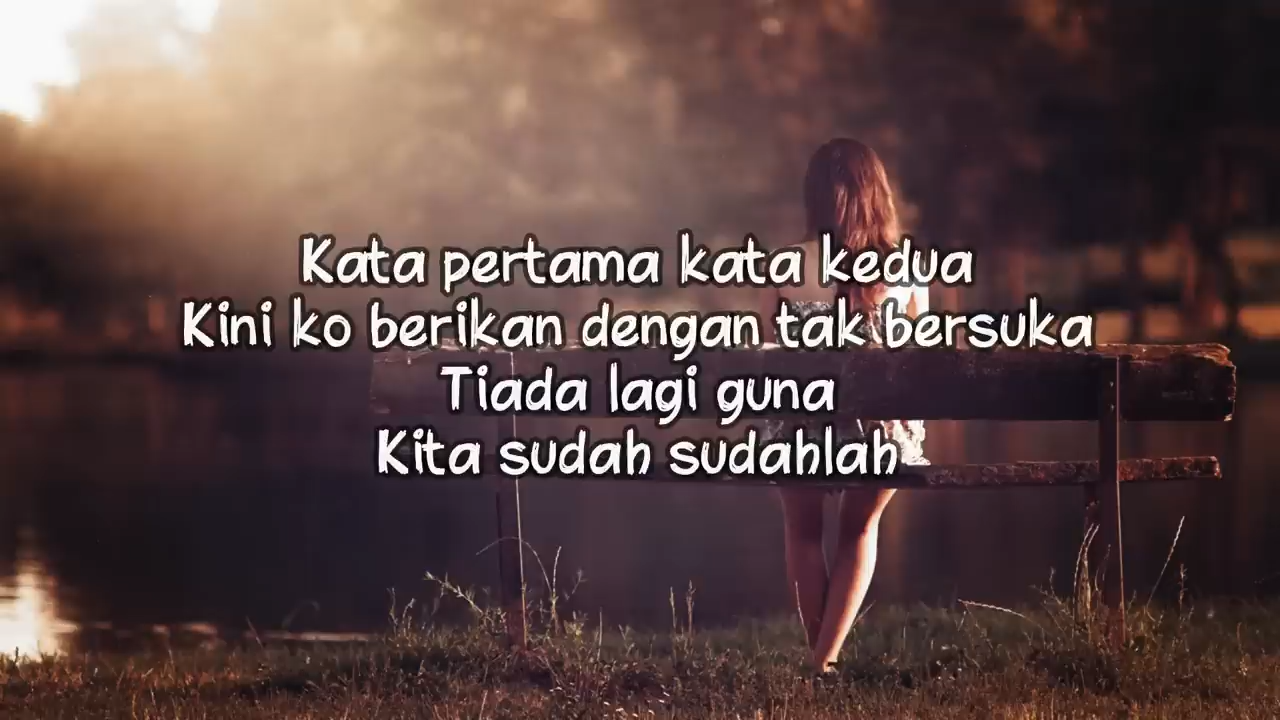 Kata pertama kata kedua
Kini ko berikan dengan tak bersuka
Tiada lagi guna
Kita sudah sudahlah